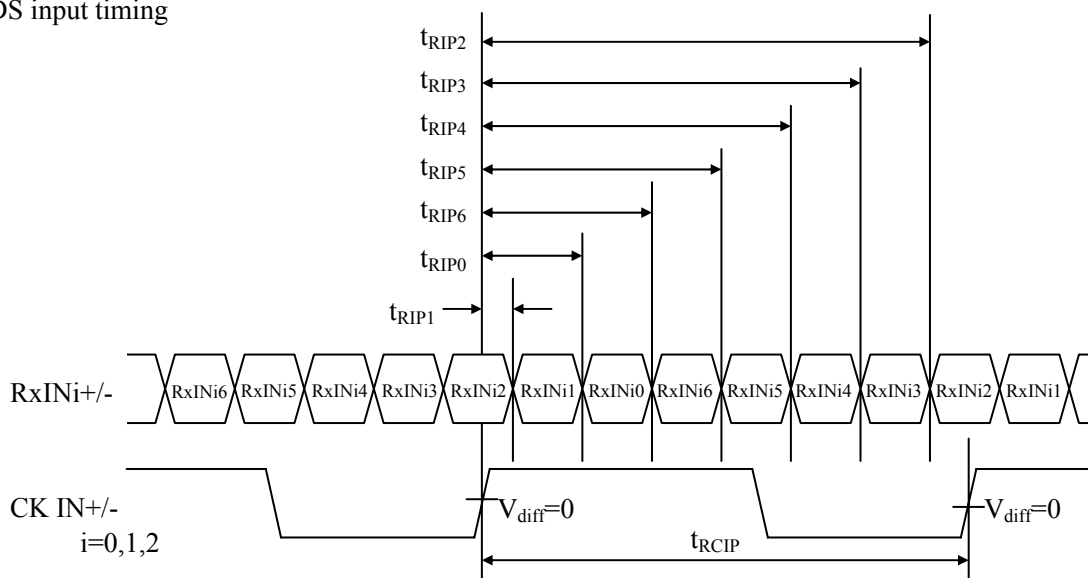 DS input timing
tRIP2
tRIP3
tRIP4
tRIP5
tRIP6
tRIP0
tRIP1
RxINi+/- RxINi6 RxINi5 RxINi4 RxINi3 RxINi2 RxINi1 RxINi0 RxINi6 RxINi5 RxINi4 RxINi3 RxINi2 RxINi1
CK IN+/- Vdiff=0 Vdiff=0
i=0,1,2 tRCIP